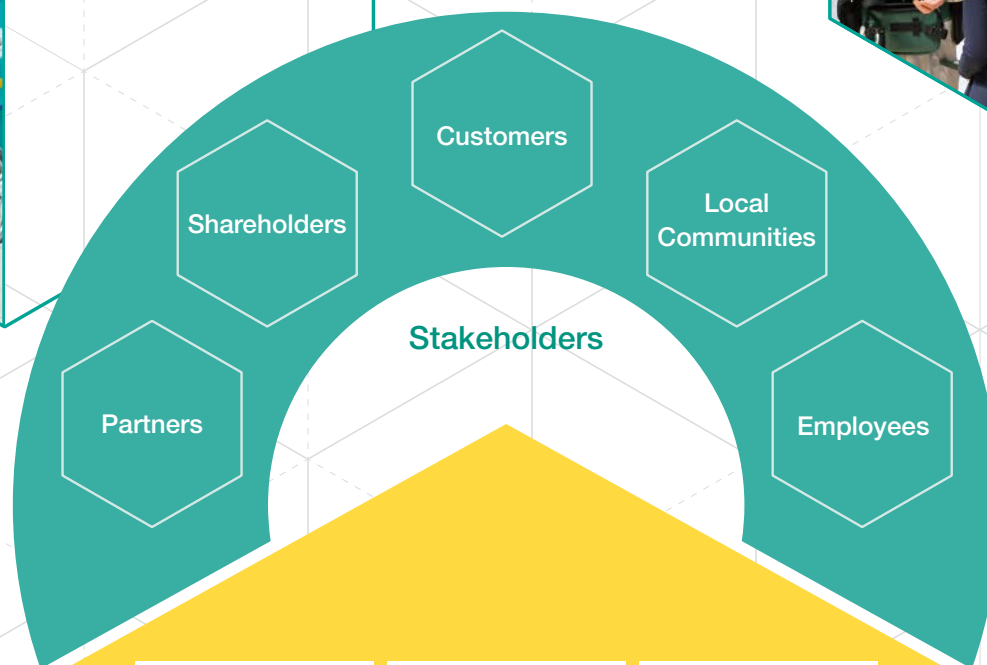 Customers
Shareholders
Local
Communities
Stakeholders
Partners
Employees